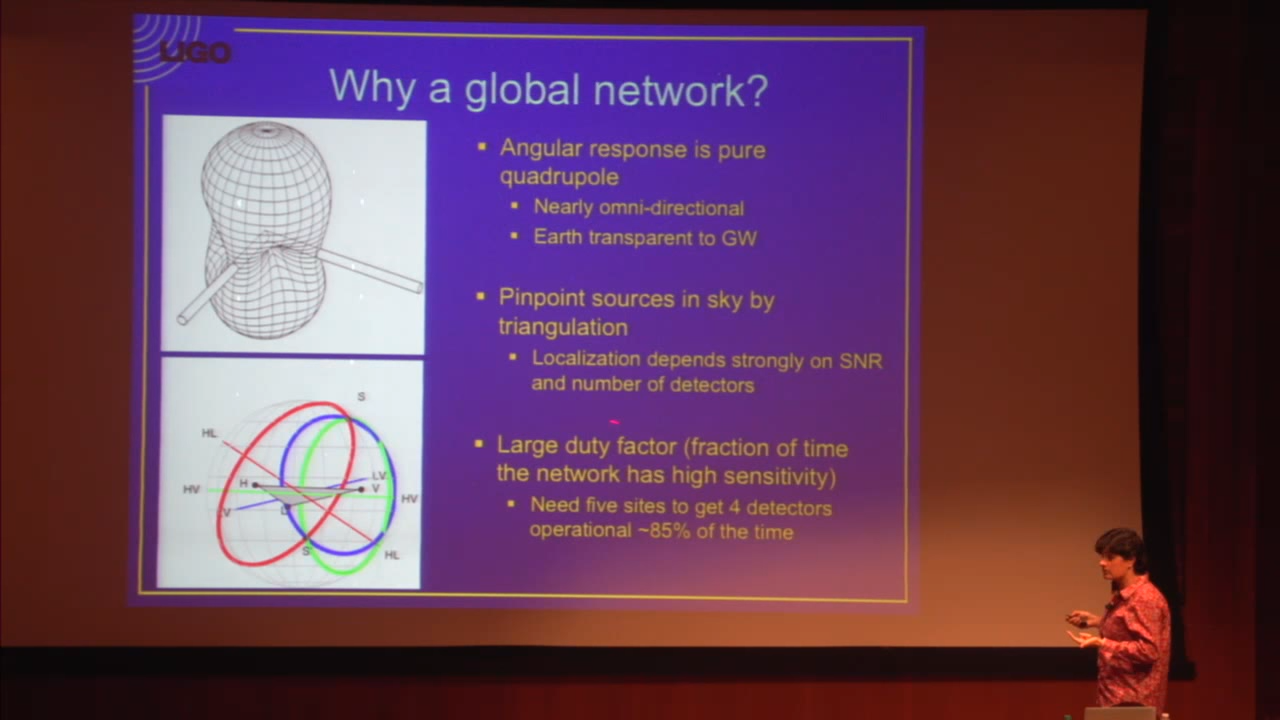 LIGO
Why a global network?
▪ Angular response is pure
quadrupole
▪ Nearly omni-directional
▪ Earth transparent to GW
▪ Pinpoint sources in sky by
triangulation
▪ Localization depends strongly on SNR
and number of detectors
▪ Large duty factor (fraction of time
the network has high sensitivity)
▪ Need five sites to get 4 detectors
operational ~85% of the time
S
HL
LV
H
V
HV
HV
V
L
S
HL